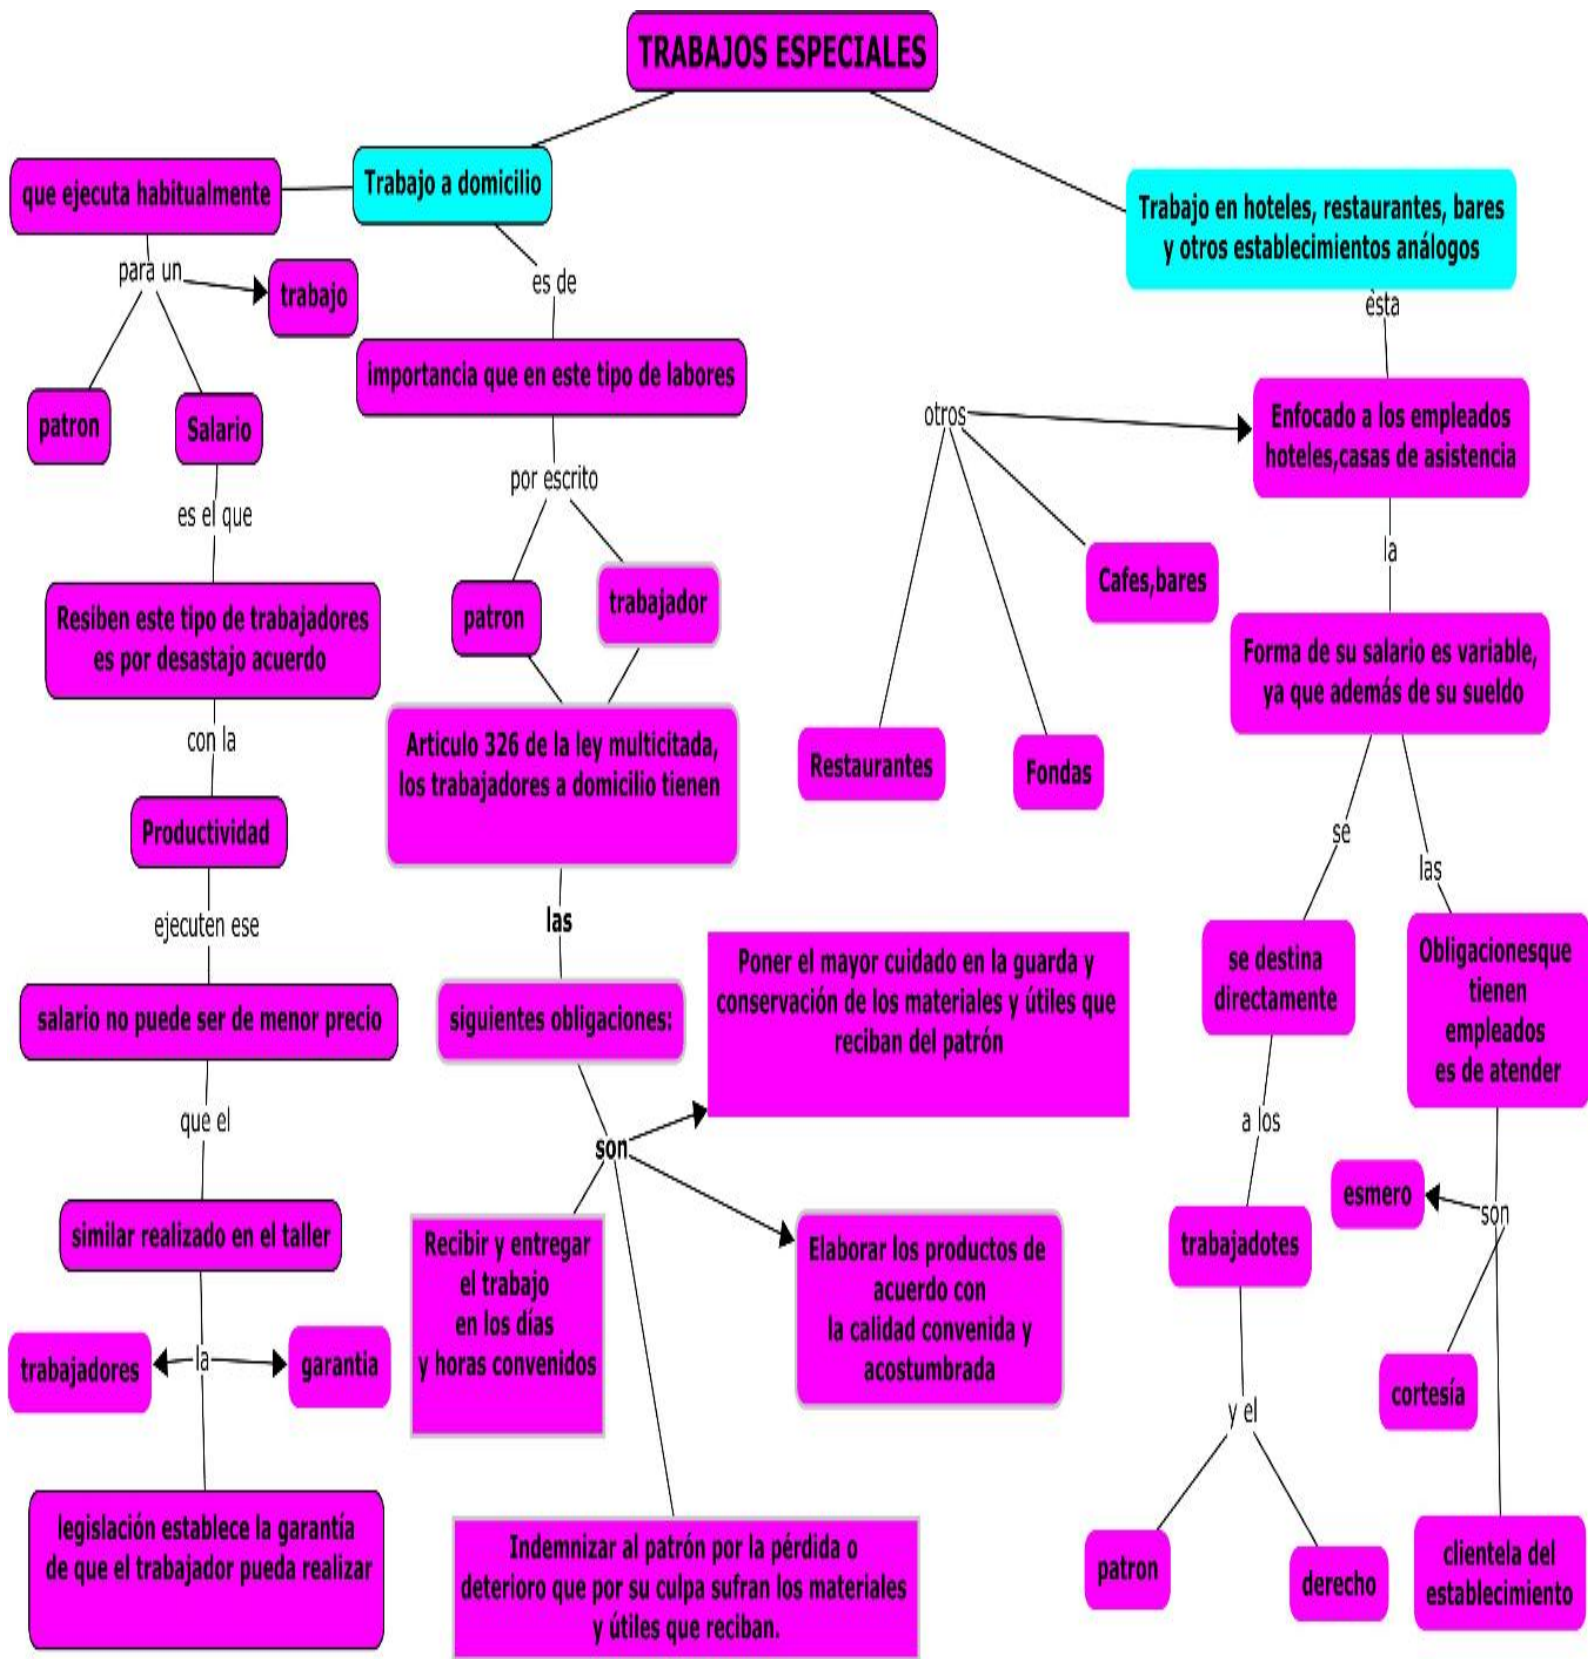 TRABAJOS ESPECIALES
Trabajo a domicilio
que ejecuta habitualmente
para un
trabajo
patron
Salario
es el que
Resiben este tipo de trabajadores
es por desastajo acuerdo
con la
Productividad
ejecuten ese
salario no puede ser de menor precio
que el
similar realizado en el taller
la
trabajadores
garantia
legislación establece la garantía
de que el trabajador pueda realizar
es de
importancia que en este tipo de labores
por escrito
patron
trabajador
Articulo 326 de la ley multicitada,
los trabajadores a domicilio tienen
las
siguientes obligaciones:
son
Poner el mayor cuidado en la guarda y
conservación de los materiales y útiles que
reciban del patrón
Recibir y entregar
el trabajo
en los días
y horas convenidos
Elaborar los productos de
acuerdo con
la calidad convenida y
acostumbrada
Indemnizar al patrón por la pérdida o
deterioro que por su culpa sufran los materiales
y útiles que reciban.
Trabajo en hoteles, restaurantes, bares
y otros establecimientos análogos
ésta
Enfocado a los empleados
hoteles,casas de asistencia
otros
Cafes,bares
Restaurantes
Fondas
la
Forma de su salario es variable,
ya que además de su sueldo
se
las
se destina
directamente
a los
trabajadotes
y el
patron
derecho
Obligacionesque
tienen
empleados
es de atender
son
esmero
cortesía
clientela del
establecimiento